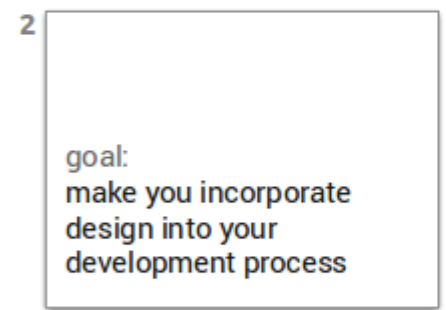 2
goal:
make you incorporate
design into your
development process